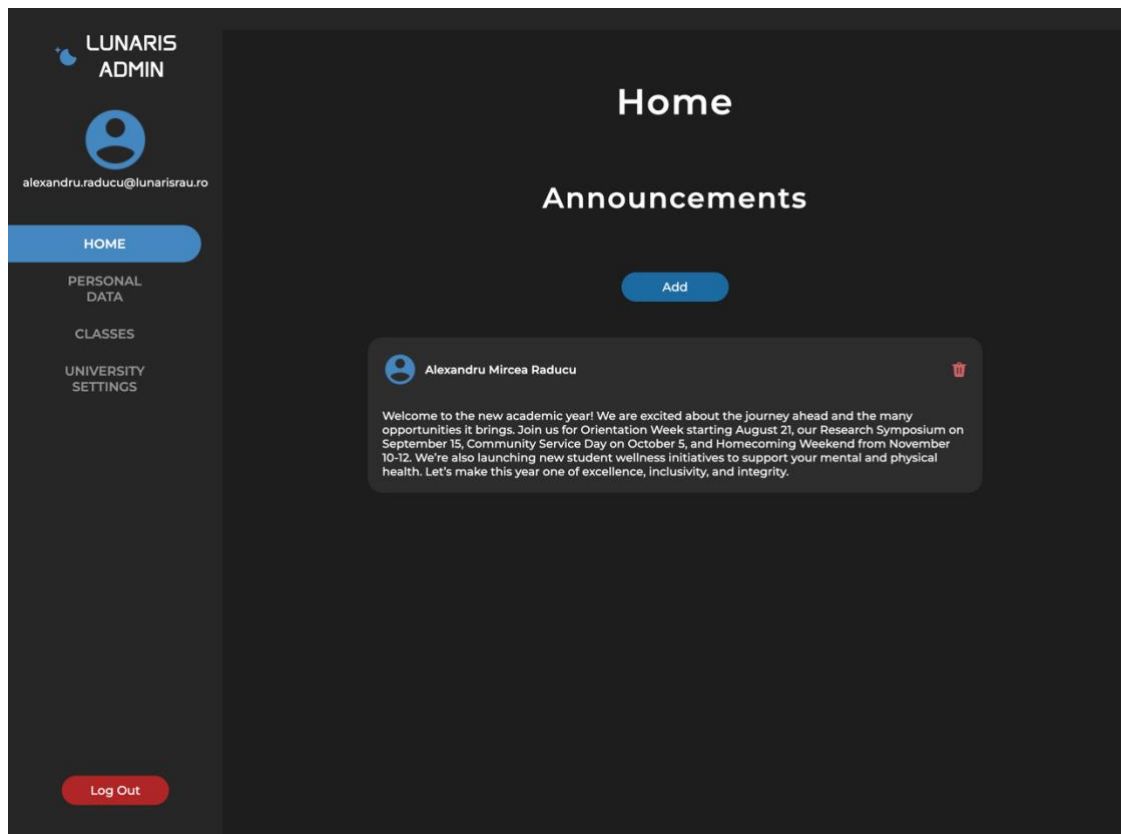 LUNARIS
ADMIN
alexandru.raducu@lunarisrau.ro
HOME
PERSONAL
DATA
CLASSES
UNIVERSITY
SETTINGS
Log Out
Home
Announcements
Add
Alexandru Mircea Raducu
Welcome to the new academic year! We are excited about the journey ahead and the many
opportunities it brings. Join us for Orientation Week starting August 21, our Research Symposium on
September 15, Community Service Day on October 5, and Homecoming Weekend from November
10-12. We're also launching new student wellness initiatives to support your mental and physical
health. Let's make this year one of excellence, inclusivity, and integrity.